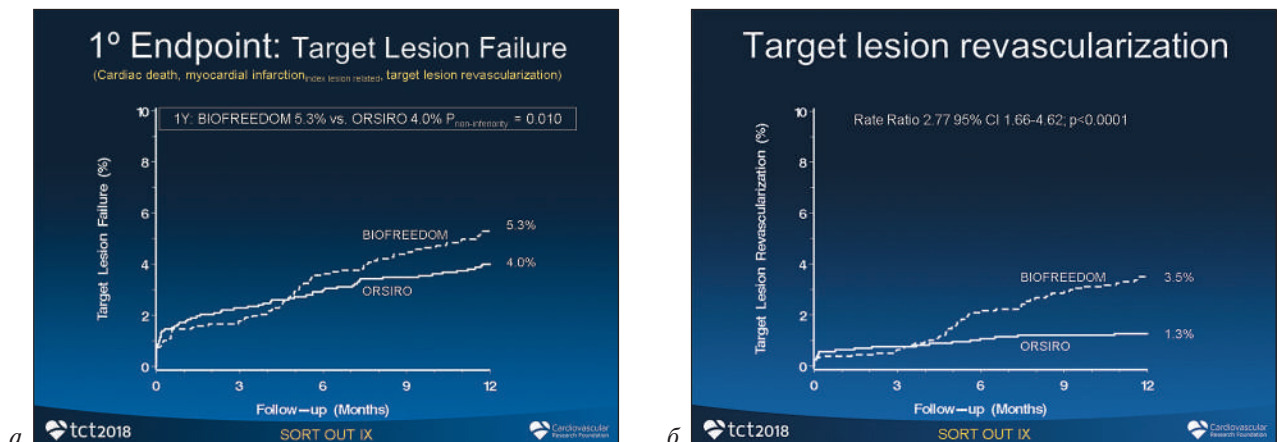 1º Endpoint: Target Lesion Failure
(Cardiac death, myocardial infarction index lesion related, target lesion revascularization)
1Y: BIOFREEDOM 5.3% vs. ORSIRO 4.0% P non-inferiority = 0.010
Target Lesion Failure (%)
10
8
6
4
2
0
BIOFREEDOM
5.3%
4.0%
ORSIRO
0 3 6 9 12
Follow—up (Months)
tct2018
SORT OUT IX
Cardiovascular
Research Foundation
а
Target lesion revascularization
Rate Ratio 2.77 95% CI 1.66-4.62; p<0.0001
Target Lesion Revascularization (%)
10
8
6
4
2
0
BIOFREEDOM
3.5%
ORSIRO
1.3%
0 3 6 9 12
Follow—up (Months)
tct2018
SORT OUT IX
Cardiovascular
Research Foundation
б